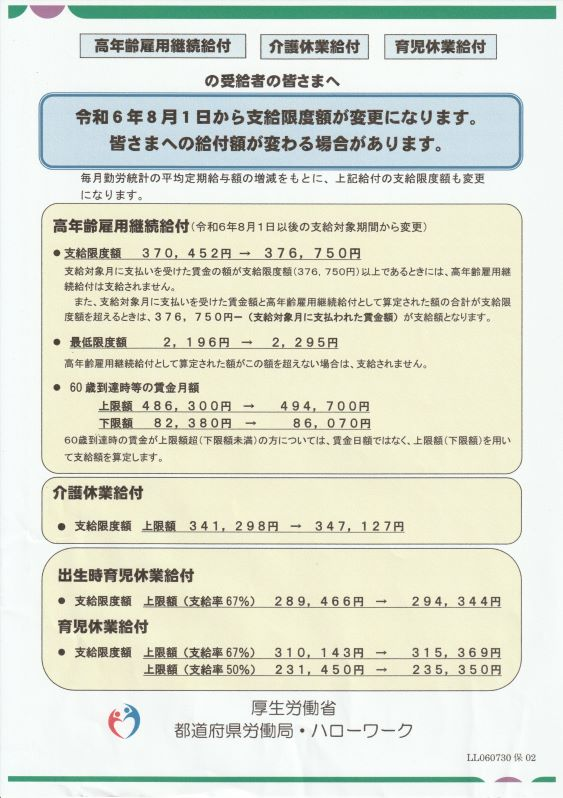 高年齢雇用継続給付 介護休業給付 育児休業給付
の受給者の皆さまへ
令和6年8月1日から支給限度額が変更になります。
皆さまへの給付額が変わる場合があります。
毎月勤労統計の平均定期給与額の増減をもとに、上記給付の支給限度額も変更
になります。
高年齢雇用継続給付(令和6年8月1日以後の支給対象期間から変更)
● 支給限度額 370,452円 → 376,750円
支給対象月に支払いを受けた賃金の額が支給限度額(376,750円)以上であるときには、高年齢雇用継
続給付は支給されません。
また、支給対象月に支払いを受けた賃金額と高年齢雇用継続給付として算定された額の合計が支給限
度額を超えるときは、376,750円ー(支給対象月に支払われた賃金額)が支給額となります。
● 最低限度額 2,196円 → 2,295円
高年齢雇用継続給付として算定された額がこの額を超えない場合は、支給されません。
● 60歳到達時等の賃金月額
上限額 486,300円 → 494,700円
下限額 82,380円 → 86,070円
60歳到達時の賃金が上限額超(下限額未満)の方については、賃金日額ではなく、上限額(下限額)を用い
て支給額を算定します。
介護休業給付
● 支給限度額 上限額 341,298円 → 347,127円
出生時育児休業給付
● 支給限度額 上限額(支給率67%) 289,466円 → 294,344円
育児休業給付
● 支給限度額 上限額(支給率67%) 310,143円 → 315,369円
上限額(支給率50%) 231,450円 → 235,350円
厚生労働省
都道府県労働局・ハローワーク
LL060730 保 02